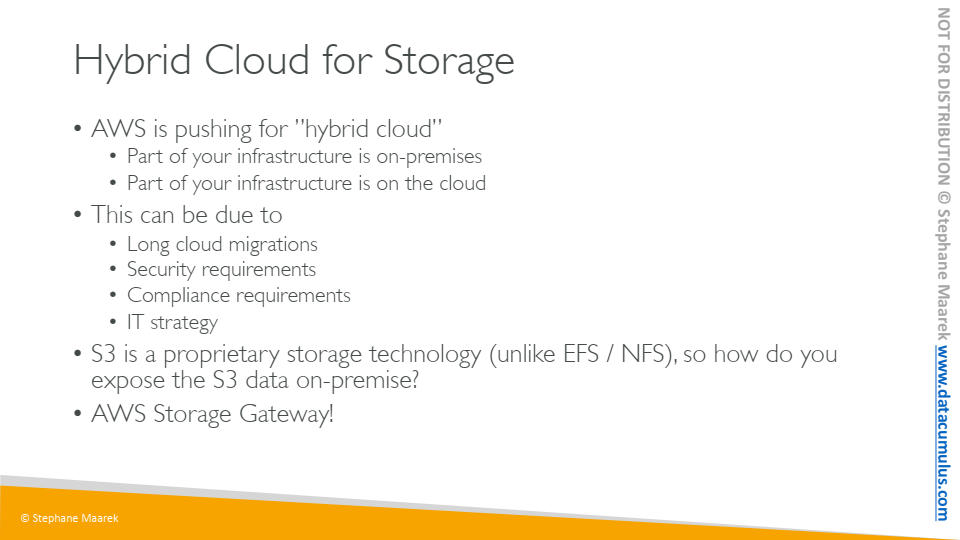 Hybrid Cloud for Storage
• AWS is pushing for ”hybrid cloud”
• Part of your infrastructure is on-premises
• Part of your infrastructure is on the cloud
• This can be due to
• Long cloud migrations
• Security requirements
• Compliance requirements
• IT strategy
• S3 is a proprietary storage technology (unlike EFS / NFS), so how do you
expose the S3 data on-premise?
• AWS Storage Gateway!
© Stephane Maarek
NOT FOR DISTRIBUTION © Stephane Maarek www.datacumulus.com